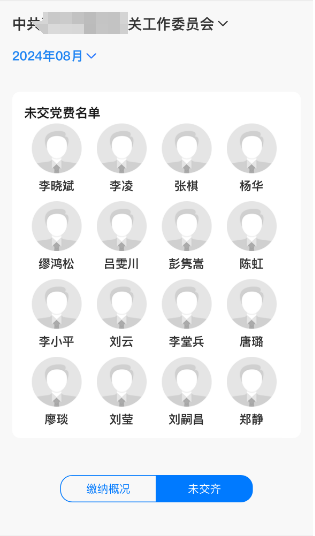 中共 关工作委员会
2024年08月
未交党费名单
李晓斌 李凌 张棋 杨华
缪鸿松 吕雯川 彭隽嵩 陈虹
李小平 刘云 李堂兵 唐璐
廖琰 刘莹 刘嗣昌 郑静
缴纳概况 未交齐